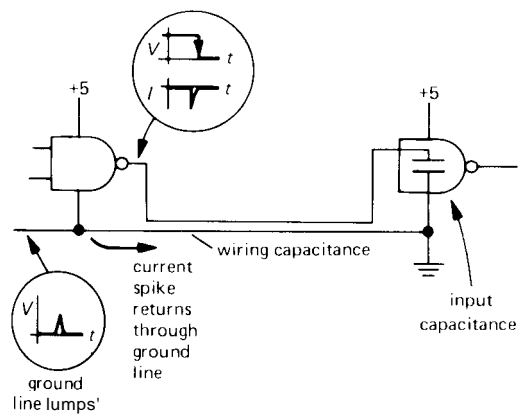 V
t
I
t
+5
+5
wiring capacitance
current
spike
returns
through
ground
line
input
capacitance
V
t
ground
line lumps'